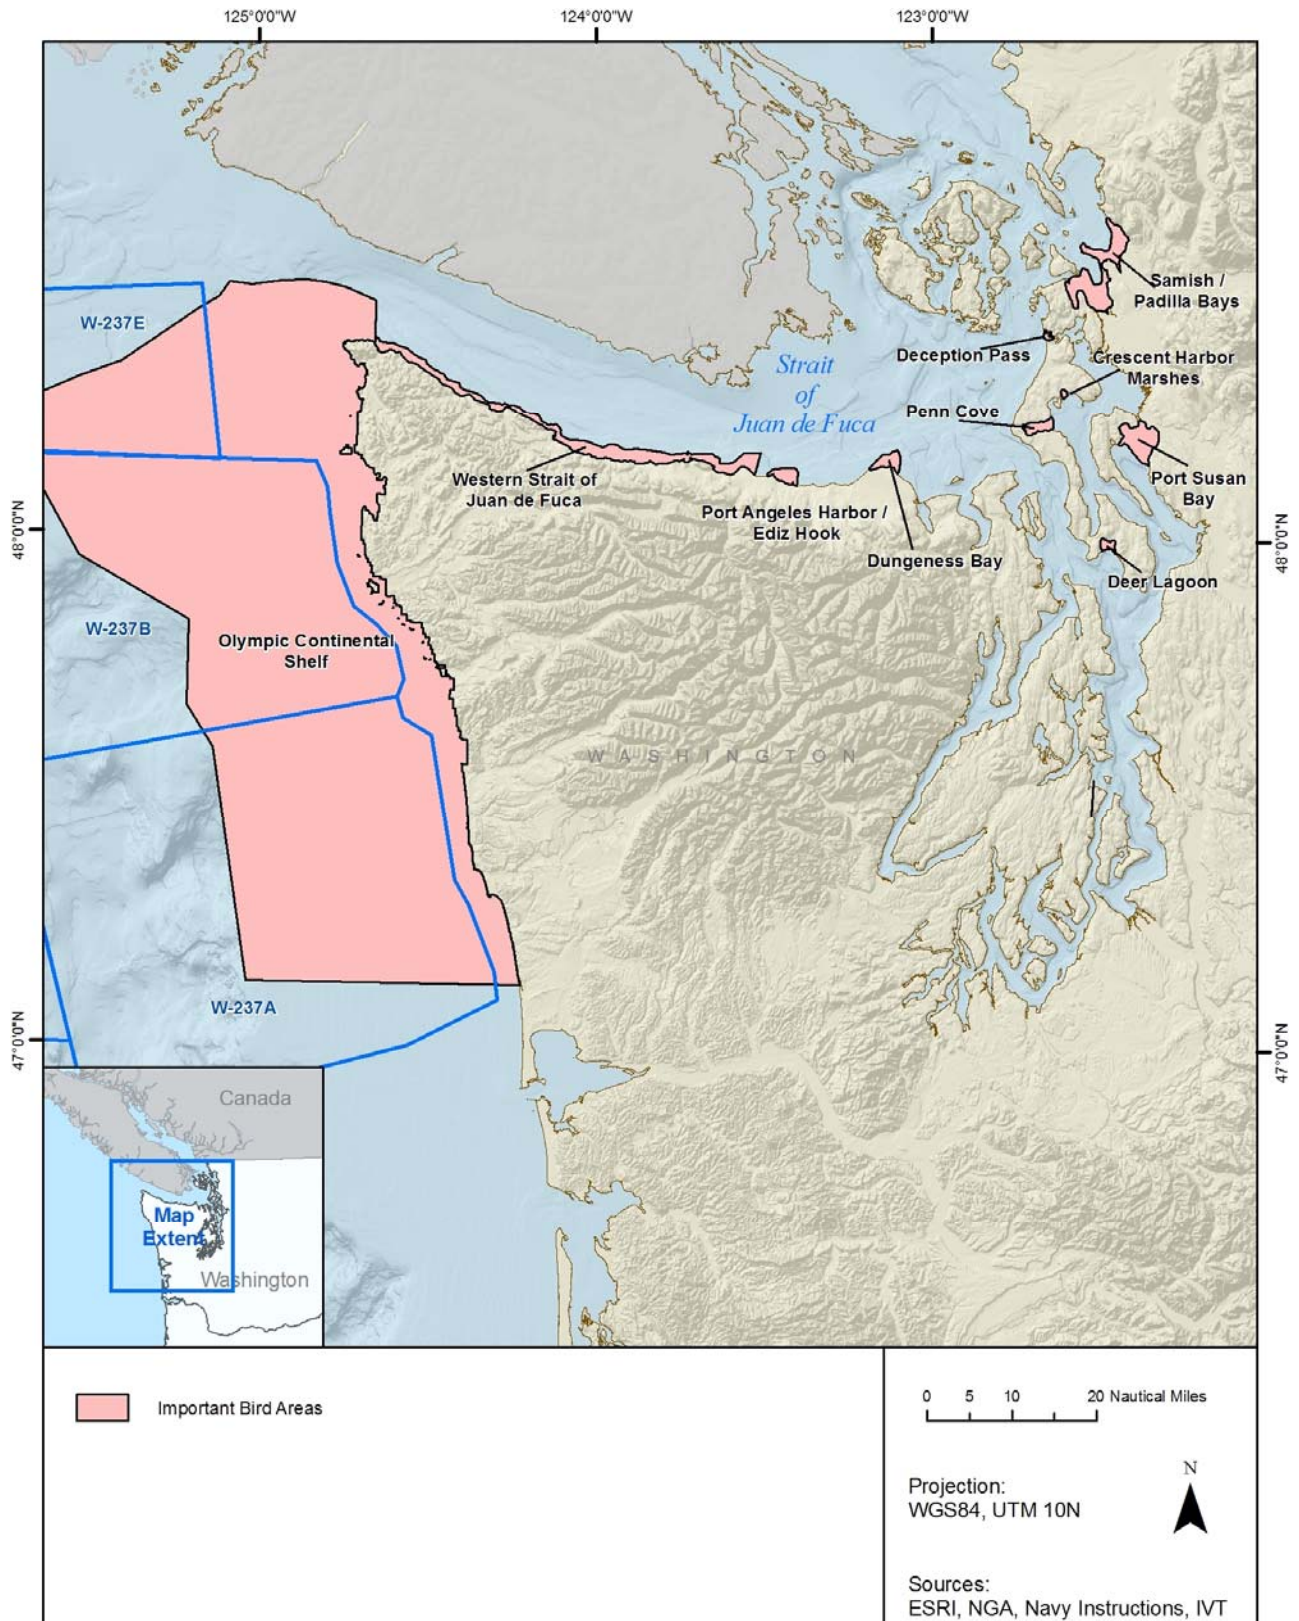 125°0'0"W
124°0'0"W
123°0'0"W
48°0'0"N
47°0'0"N
48°0'0"N
47°0'0"N
W-237E
Samish /
Padilla Bays
Deception Pass
Crescent Harbor
Marshes
Strait
of
Juan de Fuca
Penn Cove
Western Strait of
Juan de Fuca
Port Susan
Bay
Port Angeles Harbor /
Ediz Hook
Dungeness Bay
Deer Lagoon
W-237B
Olympic Continental
Shelf
WASHINGTON
W-237A
Canada
Map
Extent
Washington
Important Bird Areas
0 5 10 20 Nautical Miles
Projection:
WGS84, UTM 10N
N
Sources:
ESRI, NGA, Navy Instructions, IVT